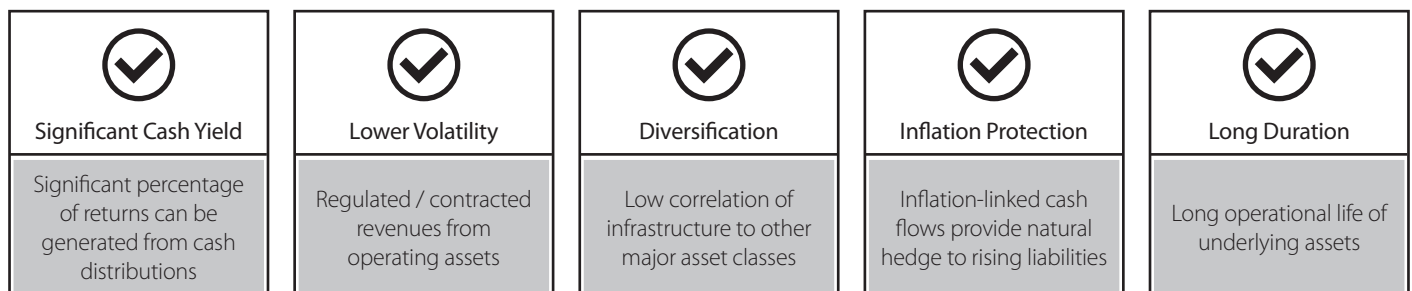 Significant Cash Yield
Significant percentage
of returns can be
generated from cash
distributions
Lower Volatility
Regulated / contracted
revenues from
operating assets
Diversification
Low correlation of
infrastructure to other
major asset classes
Inflation Protection
Inflation-linked cash
flows provide natural
hedge to rising liabilities
Long Duration
Long operational life of
underlying assets